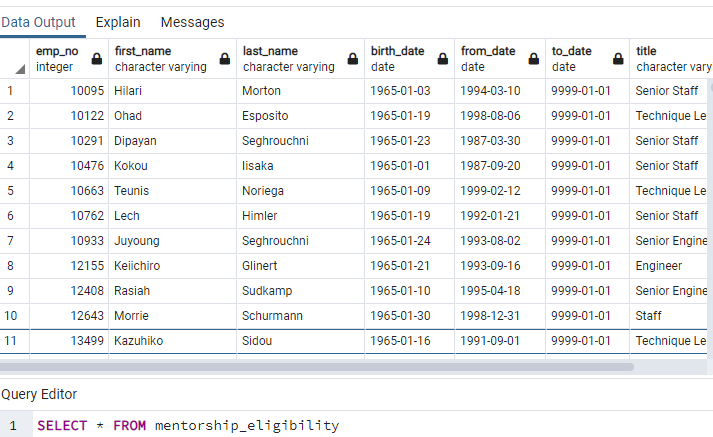 Data Output Explain Messages
emp_no first_name last_name birth_date from_date to_date title
integer character varying character varying date date date character vary
1 10095 Hilari Morton 1965-01-03 1994-03-10 9999-01-01 Senior Staff
2 10122 Ohad Esposito 1965-01-19 1998-08-06 9999-01-01 Technique Le
3 10291 Dipayan Seghrouchni 1965-01-23 1987-03-30 9999-01-01 Senior Staff
4 10476 Kokou Iisaka 1965-01-01 1987-09-20 9999-01-01 Senior Staff
5 10663 Teunis Noriega 1965-01-09 1999-02-12 9999-01-01 Technique Le
6 10762 Lech Himler 1965-01-19 1992-01-21 9999-01-01 Senior Staff
7 10933 Juyoung Seghrouchni 1965-01-24 1993-08-02 9999-01-01 Senior Engine
8 12155 Keiichiro Glinert 1965-01-21 1993-09-16 9999-01-01 Engineer
9 12408 Rasiah Sudkamp 1965-01-10 1995-04-18 9999-01-01 Senior Engine
10 12643 Morrie Schurmann 1965-01-30 1998-12-31 9999-01-01 Staff
11 13499 Kazuhiko Sidou 1965-01-16 1991-09-01 9999-01-01 Technique Le
Query Editor
1 SELECT * FROM mentorship_eligibility